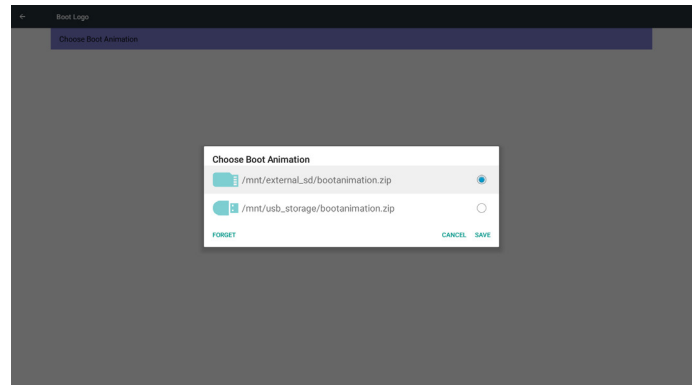 Boot Logo
Choose Boot Animation
Choose Boot Animation
/mnt/external_sd/bootanimation.zip
/mnt/usb_storage/bootanimation.zip
FORGET CANCEL SAVE